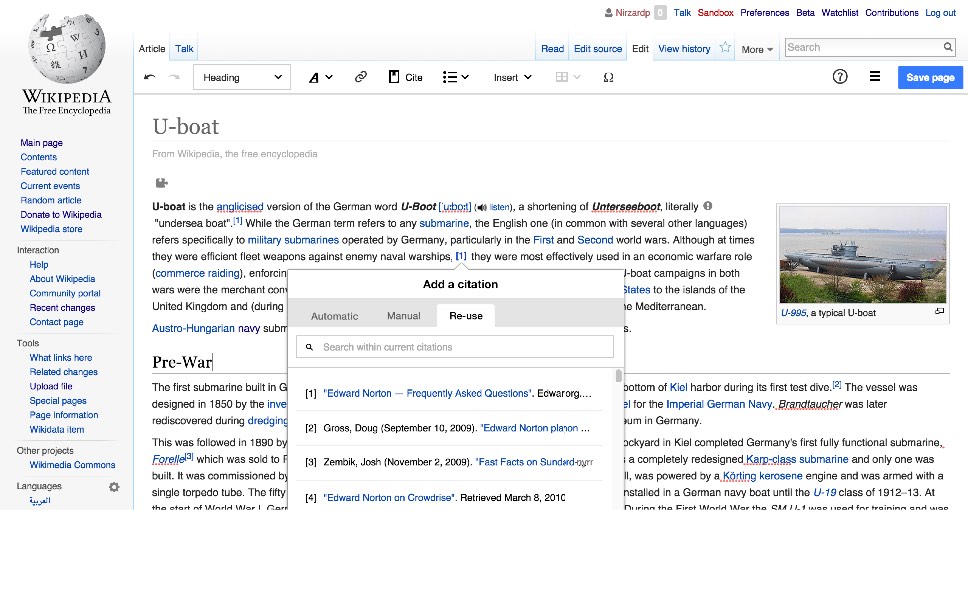 Nirzardp 0 Talk Sandbox Preferences Beta Watchlist Contributions Log out
Article Talk Read Edit source Edit View history More Search
Heading A Cite Insert Ω Save page
WIKIPEDIA
The Free Encyclopedia
Main page
Contents
Featured content
Current events
Random article
Donate to Wikipedia
Wikipedia store
Interaction
Help
About Wikipedia
Community portal
Recent changes
Contact page
Tools
What links here
Related changes
Upload file
Special pages
Page information
Wikidata item
Other projects
Wikimedia Commons
Languages
العربية
U-boat
From Wikipedia, the free encyclopedia
U-boat is the anglicised version of the German word U-Boot [ˈuːboːt] (listen), a shortening of Unterseeboot, literally
"undersea boat".[1] While the German term refers to any submarine, the English one (in common with several other languages)
refers specifically to military submarines operated by Germany, particularly in the First and Second world wars. Although at times
they were efficient fleet weapons against enemy naval warships, [1] they were most effectively used in an economic warfare role
(commerce raiding), enforcin U-boat campaigns in both
wars were the merchant conv States to the islands of the
United Kingdom and (during e Mediterranean.
Austro-Hungarian navy subm s.
U-995, a typical U-boat
Add a citation
Automatic Manual Re-use
Search within current citations
[1] "Edward Norton — Frequently Asked Questions". Edwarorg....
[2] Gross, Doug (September 10, 2009). "Edward Norton planon ...
[3] Zembik, Josh (November 2, 2009). "Fast Facts on
[4] "Edward Norton on Crowdrise". Retrieved March 8, 2010
Pre-War
The first submarine built in G bottom of Kiel harbor during its first test dive.[2] The vessel was
designed in 1850 by the inve el for the Imperial German Navy. Brandtaucher was later
rediscovered during dredging um in Germany.
This was followed in 1890 by ockyard in Kiel completed Germany's first fully functional submarine,
Forelle[3] which was sold to F s a completely redesigned Karp-class submarine and only one was
built. It was commissioned by ll, was powered by a Körting kerosene engine and was armed with a
single torpedo tube. The fifty nstalled in a German navy boat until the U-19 class of 1912–13. At
the start of World War I, Ger During the First World War the SM U-1 was used for training and was